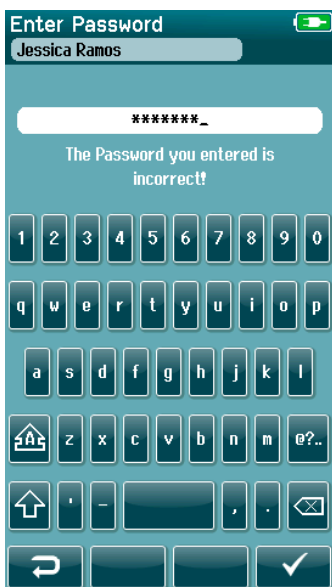 Enter Password
Jessica Ramos
*******_
The Password you entered is
incorrect!
1 2 3 4 5 6 7 8 9 0
q w e r t y u i o p
a s d f g h j k l
A z x c v b n m @?..
' - , .